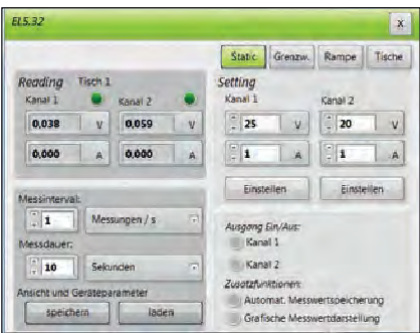 ELS.32
x
Static Grenzw. Rampe Tische
Reading Tisch 1
Kanal 1 Kanal 2
0,038 V 0,059 V
0,000 A 0,000 A
Setting
Kanal 1 Kanal 2
25 V 20 V
1 A 1 A
Einstellen Einstellen
Messinterval:
1 Messungen / s
Messdauer:
10 Sekunden
Ansicht und Geräteparameter
speichern laden
Ausgang Ein/Aus:
Kanal 1
Kanal 2
Zusatzfunktionen:
Automat. Messwertspeicherung
Grafische Messwertdarstellung